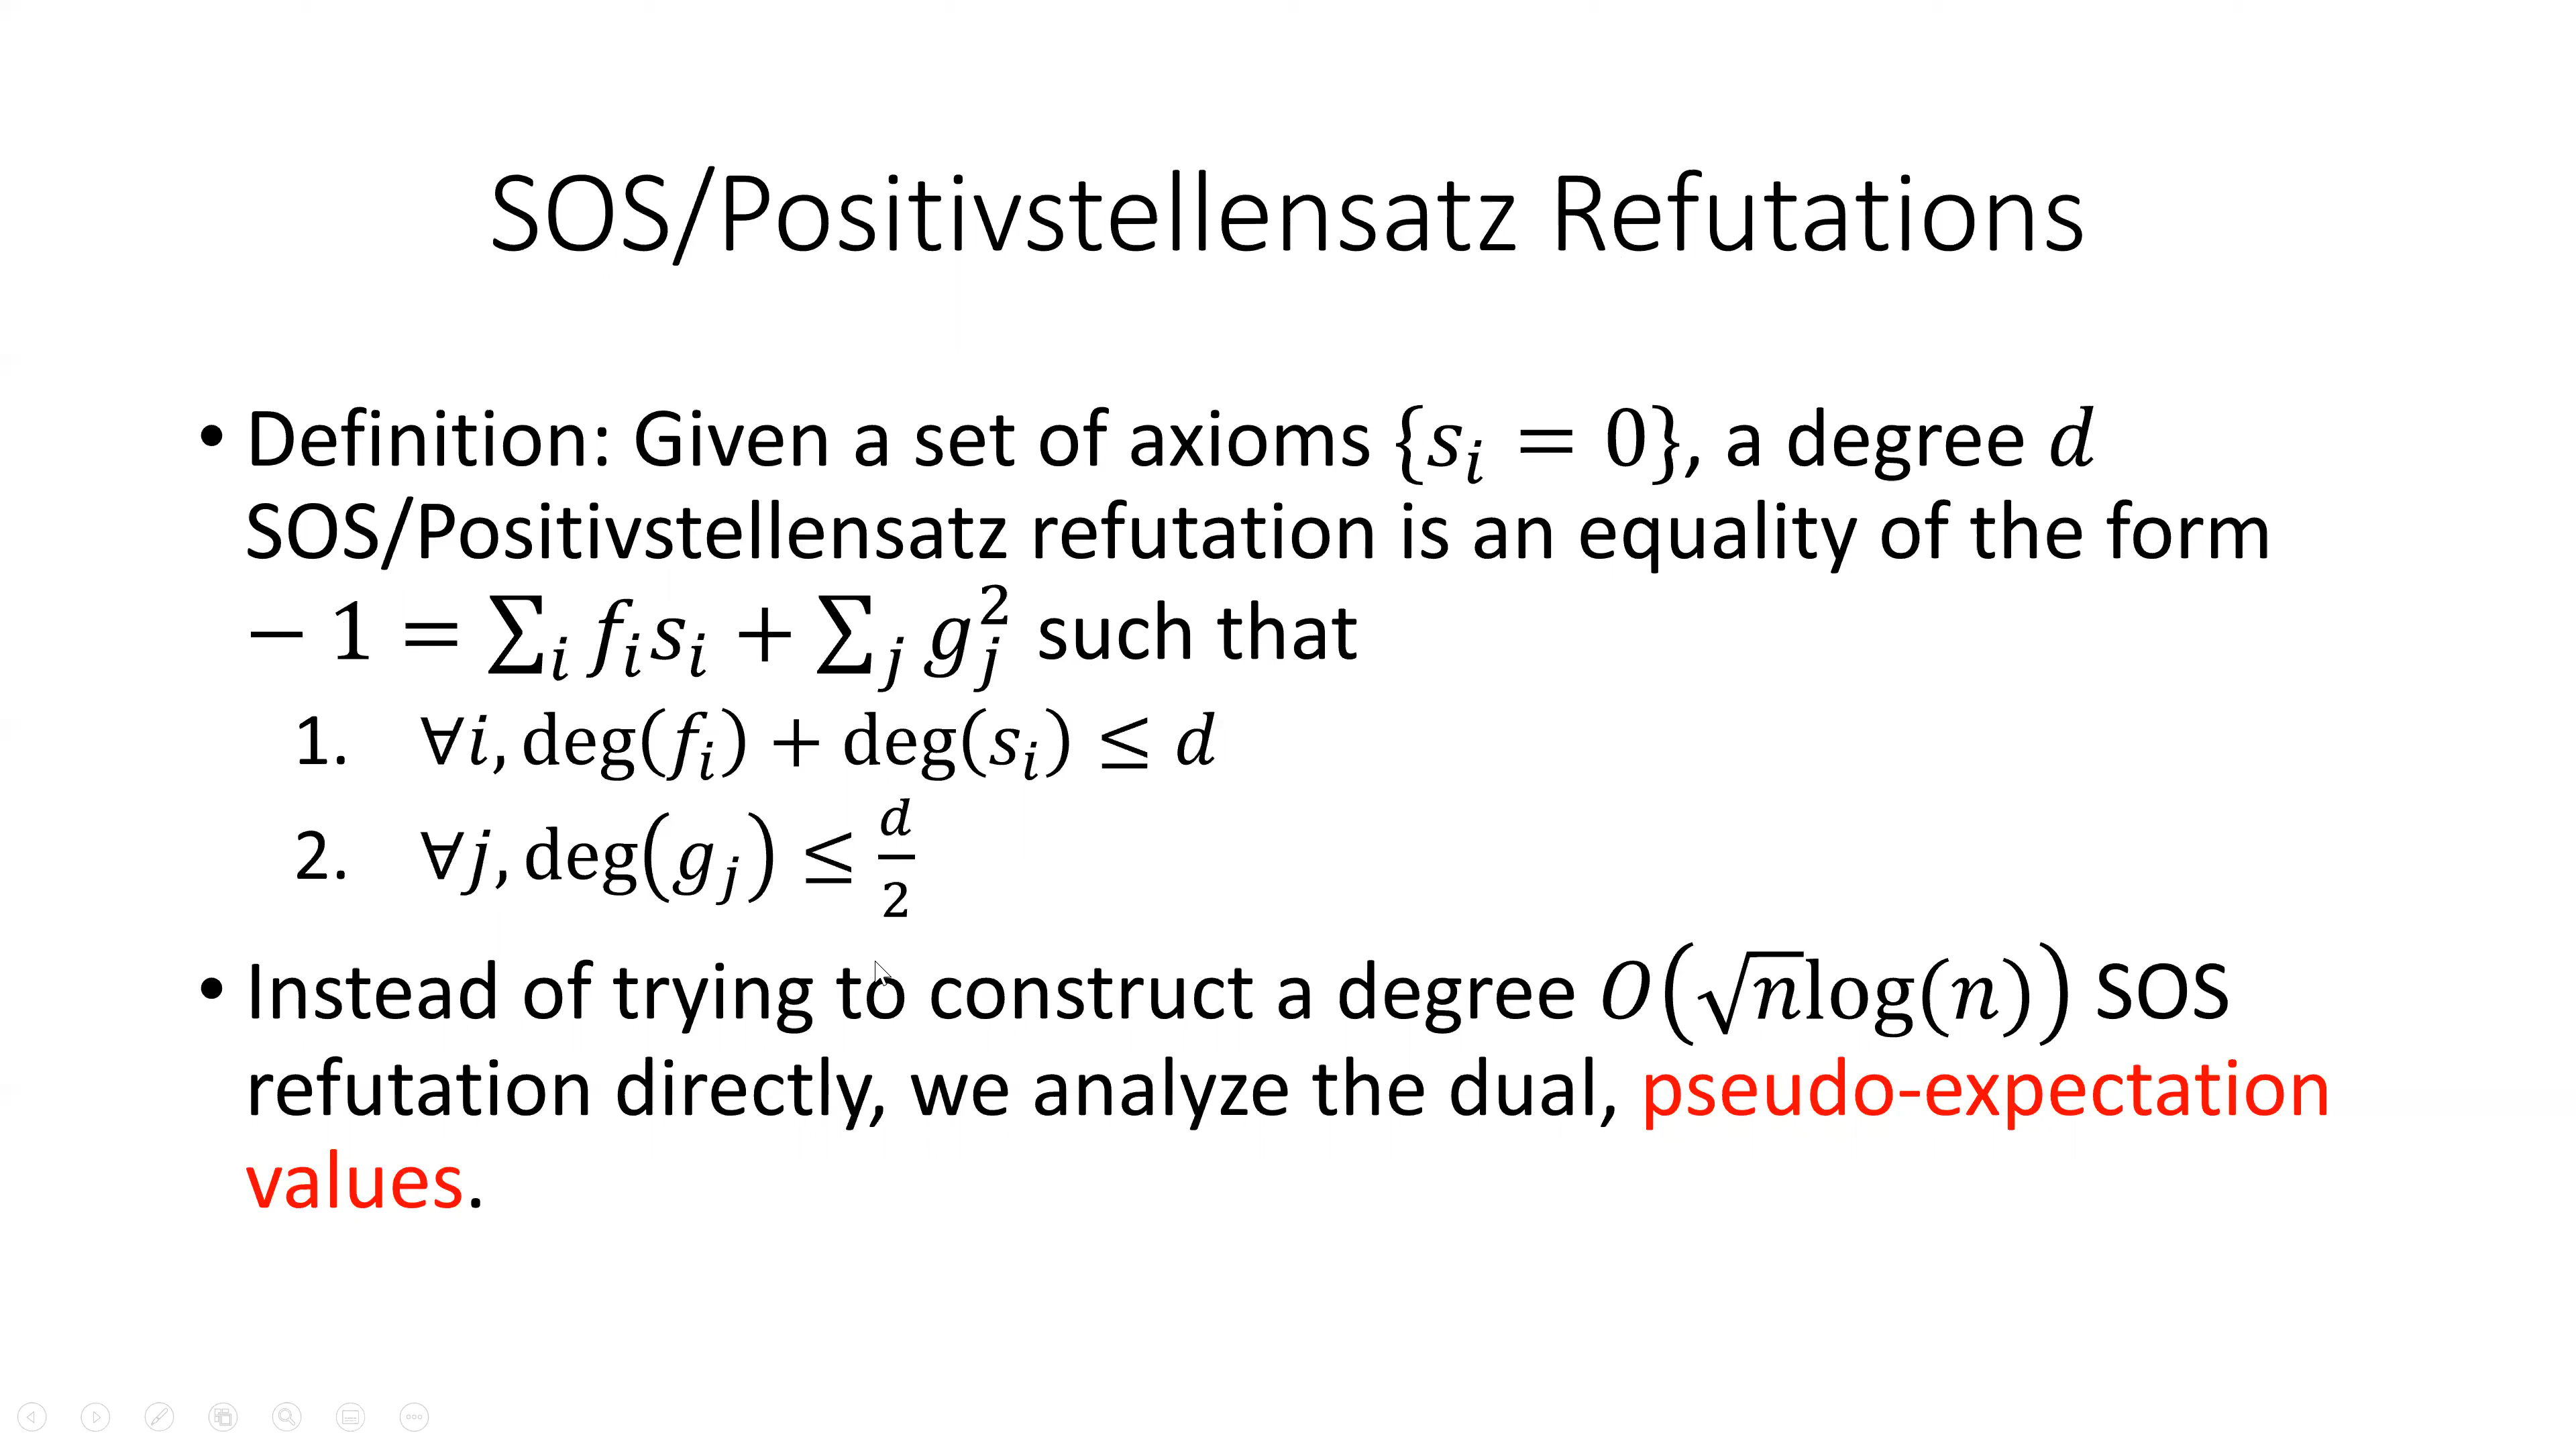 SOS/Positivstellensatz Refutations
• Definition: Given a set of axioms {sᵢ = 0}, a degree d
SOS/Positivstellensatz refutation is an equality of the form
− 1 = ∑ᵢ fᵢsᵢ + ∑ⱼ gⱼ² such that
1. ∀i, deg(fᵢ) + deg(sᵢ) ≤ d
2. ∀j, deg(gⱼ) ≤ d/2
• Instead of trying to construct a degree O(√n log(n)) SOS
refutation directly, we analyze the dual, pseudo-expectation
values.